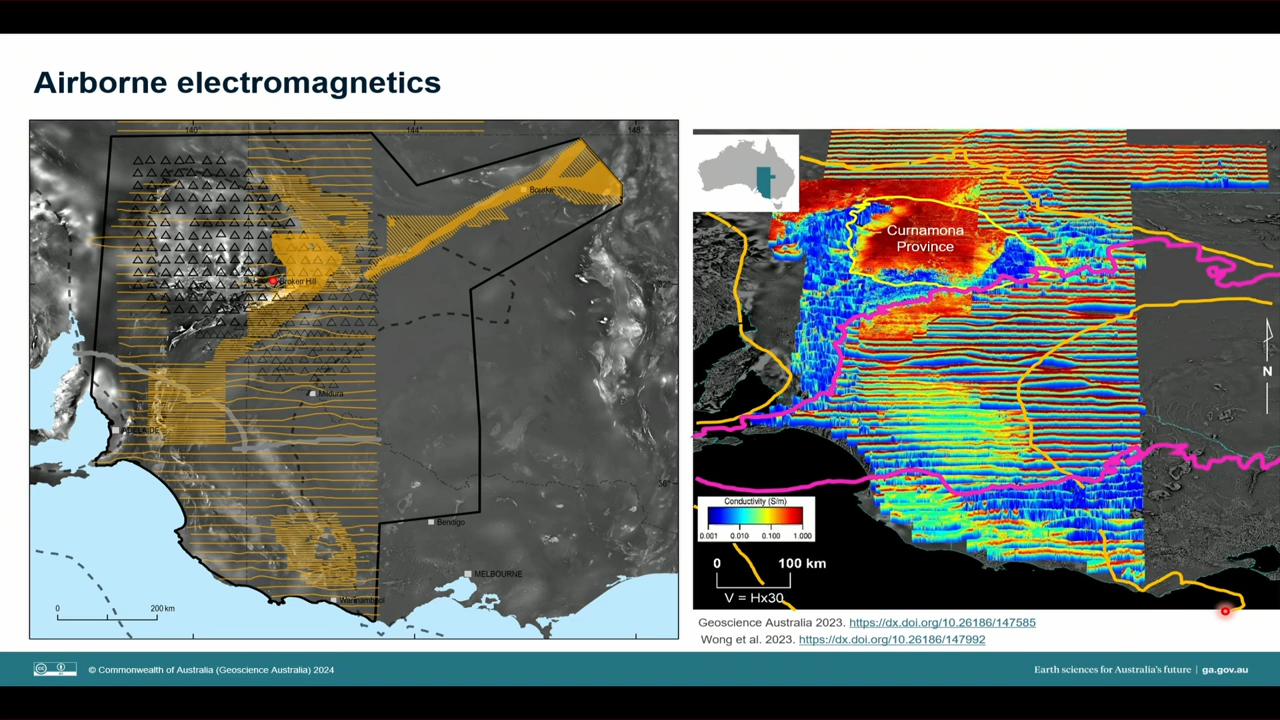 Airborne electromagnetics
140°
144°
148°
Bourke
Broken Hill
32°
Mildura
ADELAIDE
36°
Bendigo
MELBOURNE
Warrnambool
0
200 km
Curnamona
Province
N
Conductivity (S/m)
0.001 0.010 0.100 1.000
0 100 km
V = Hx30
Geoscience Australia 2023. https://dx.doi.org/10.26186/147585
Wong et al. 2023. https://dx.doi.org/10.26186/147992
© Commonwealth of Australia (Geoscience Australia) 2024
Earth sciences for Australia's future | ga.gov.au